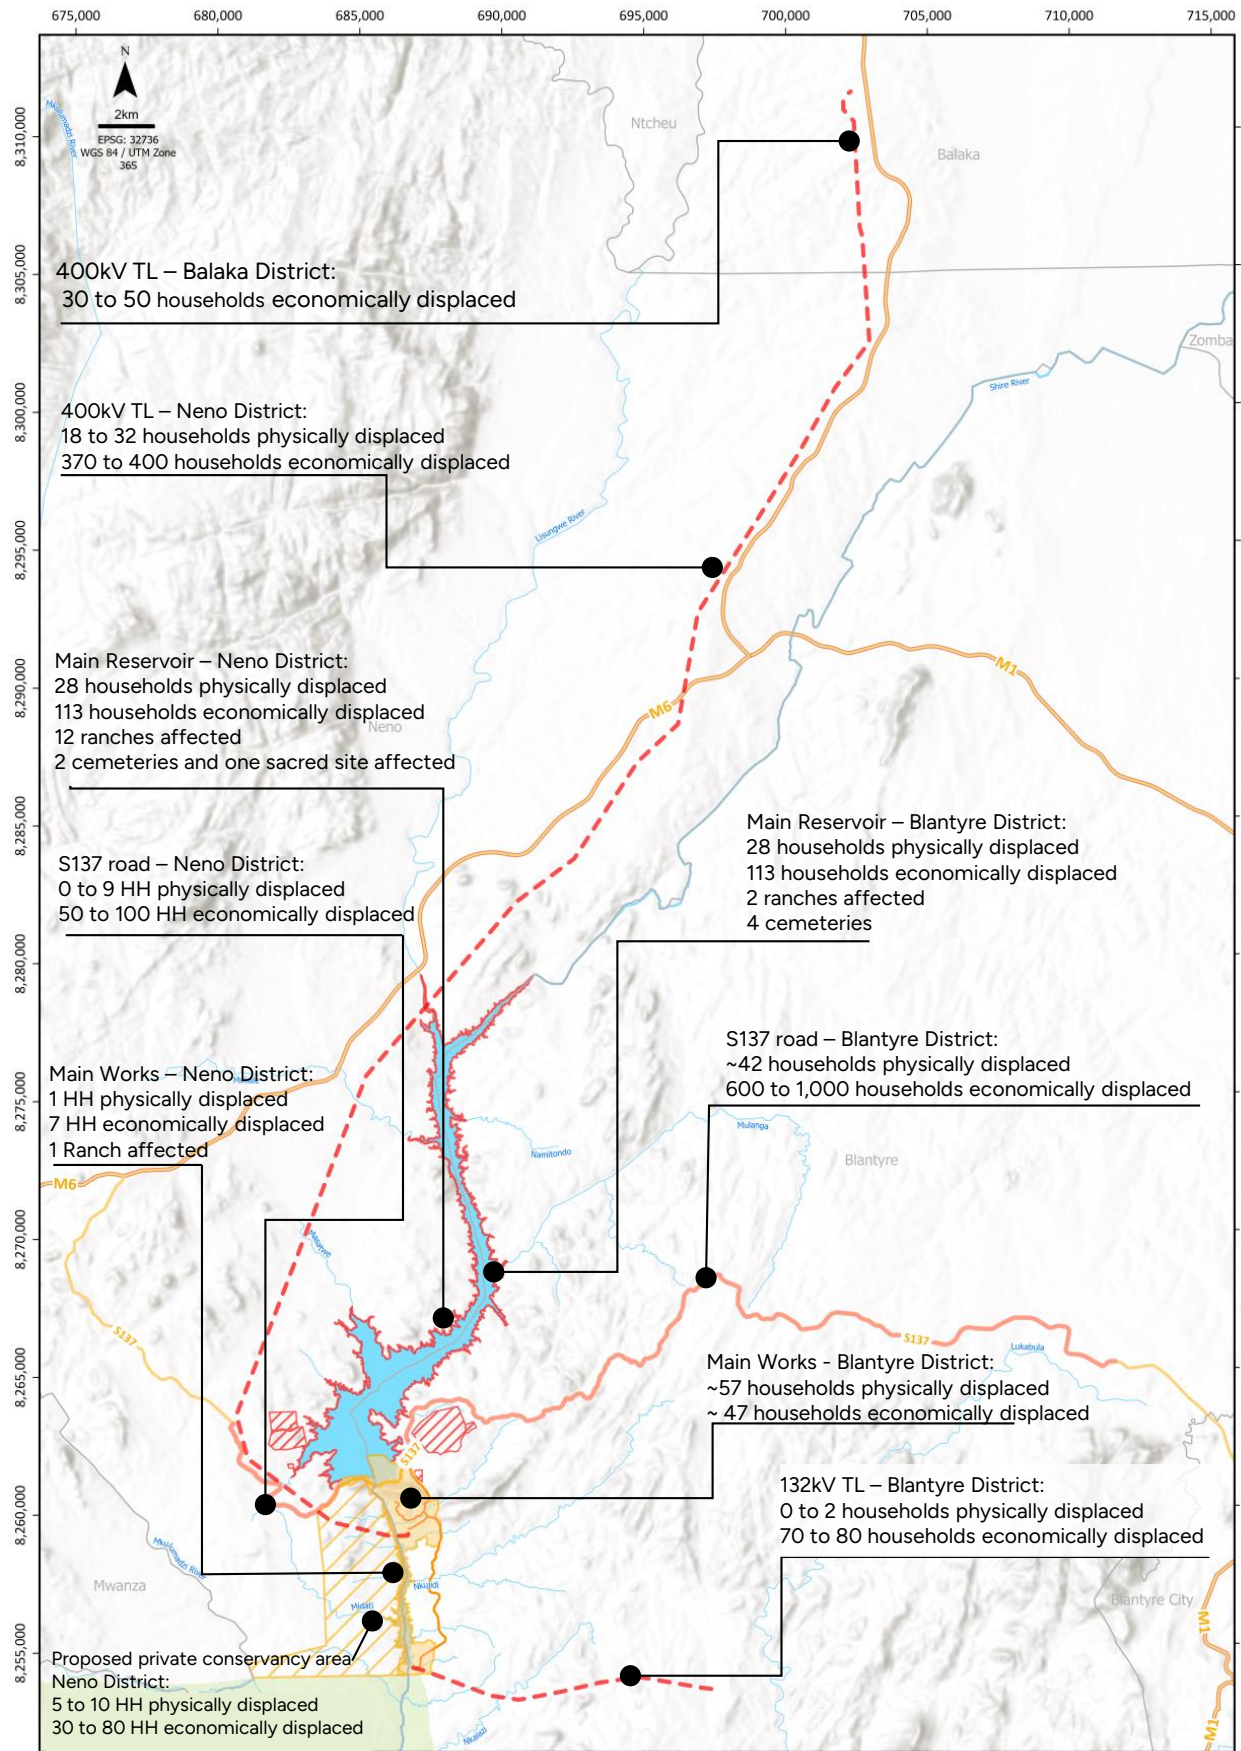 675,000 680,000 685,000 690,000 695,000 700,000 705,000 710,000 715,000
N
2km
EPSG: 32736
WGS 84 / UTM Zone
36S
8,310,000
8,305,000
8,300,000
8,295,000
8,290,000
8,285,000
8,280,000
8,275,000
8,270,000
8,265,000
8,260,000
8,255,000
Mkulumadzi River
Ntcheu
Balaka
400kV TL – Balaka District:
30 to 50 households economically displaced
Zomba
Shire River
400kV TL – Neno District:
18 to 32 households physically displaced
370 to 400 households economically displaced
Lisungwe River
M1
M6
Main Reservoir – Neno District:
28 households physically displaced
113 households economically displaced
12 ranches affected
2 cemeteries and one sacred site affected
Neno
Main Reservoir – Blantyre District:
28 households physically displaced
113 households economically displaced
2 ranches affected
4 cemeteries
S137 road – Neno District:
0 to 9 HH physically displaced
50 to 100 HH economically displaced
S137 road – Blantyre District:
~42 households physically displaced
600 to 1,000 households economically displaced
Main Works – Neno District:
1 HH physically displaced
7 HH economically displaced
1 Ranch affected
Mulanga
Namitondo
Blantyre
M6
S137
S137
Lukabula
Main Works - Blantyre District:
~57 households physically displaced
~ 47 households economically displaced
S137
132kV TL – Blantyre District:
0 to 2 households physically displaced
70 to 80 households economically displaced
Mkulumadzi River
Mwanza
Nkuidi
Midati
Blantyre City
M1
Proposed private conservancy area
Neno District:
5 to 10 HH physically displaced
30 to 80 HH economically displaced
Nkalazi
M1